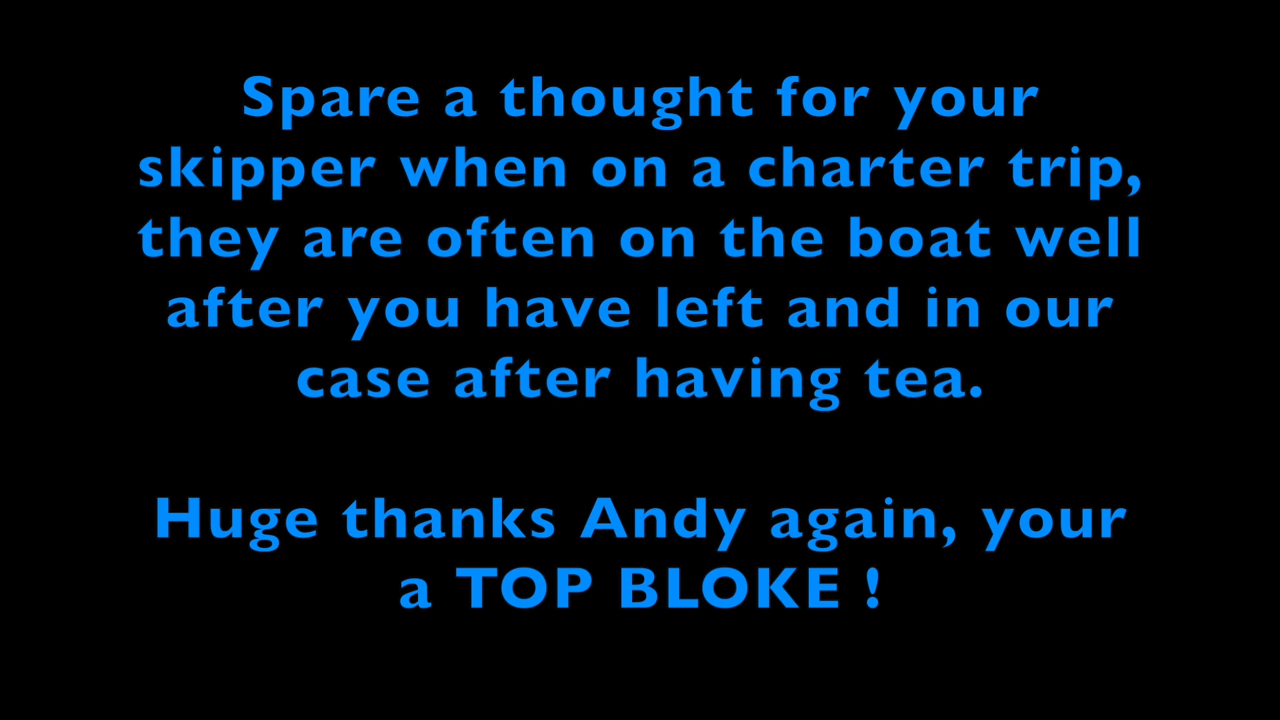 Spare a thought for your
skipper when on a charter trip,
they are often on the boat well
after you have left and in our
case after having tea.
Huge thanks Andy again, your
a TOP BLOKE !